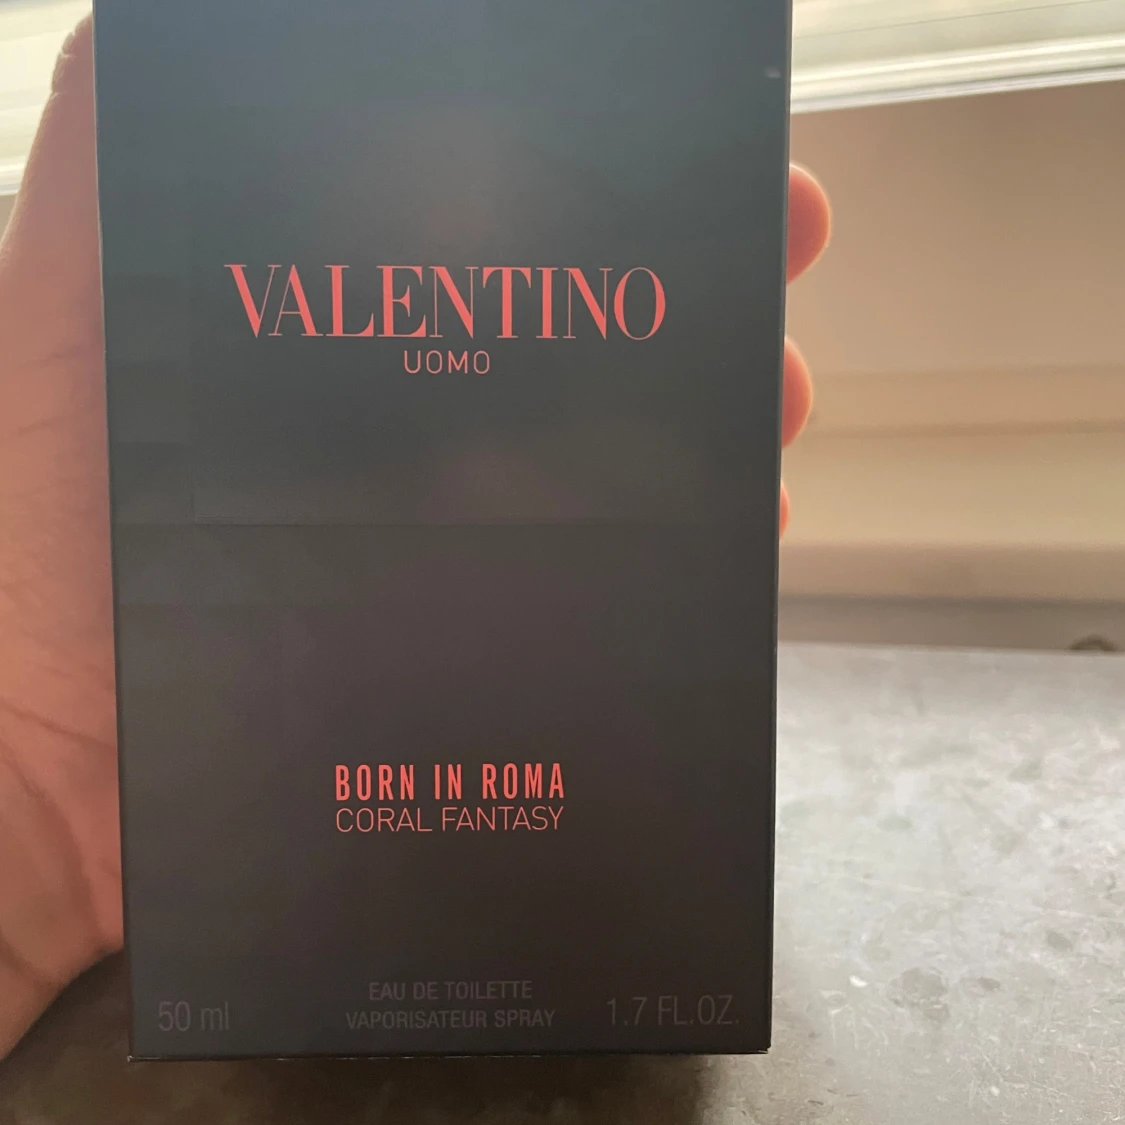 VALENTINO
UOMO
BORN IN ROMA
CORAL FANTASY
EAU DE TOILETTE
50 ml VAPORISATEUR SPRAY 1.7 FL.OZ.